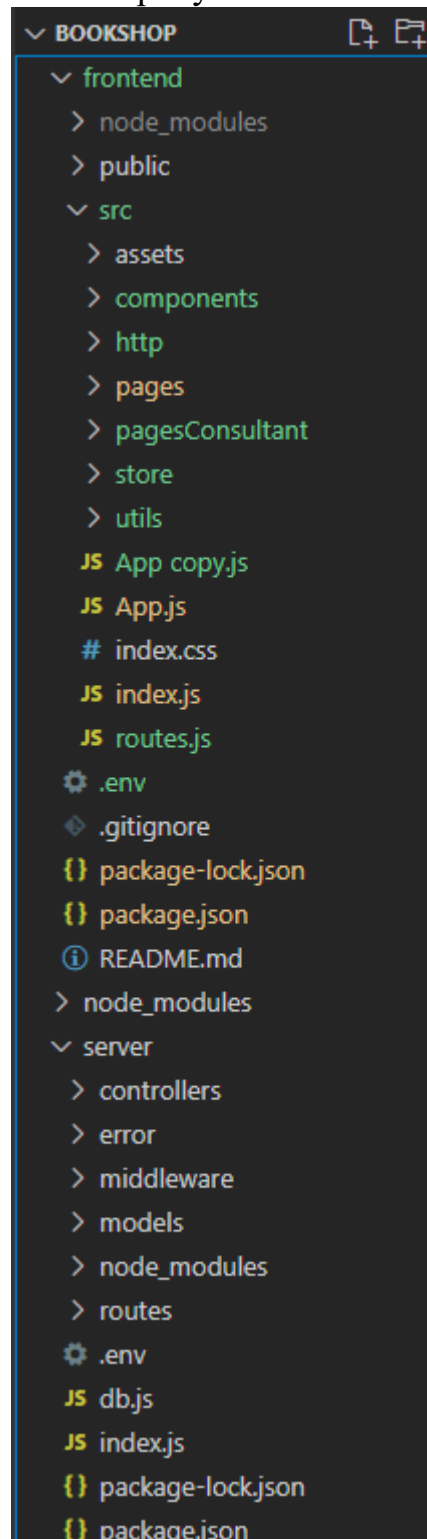 BOOKSHOP
frontend
node_modules
public
src
assets
components
http
pages
pagesConsultant
store
utils
JS App copy.js
JS App.js
# index.css
JS index.js
JS routes.js
.env
.gitignore
{} package-lock.json
{} package.json
README.md
node_modules
server
controllers
error
middleware
models
node_modules
routes
.env
JS db.js
JS index.js
{} package-lock.json
{} package.json